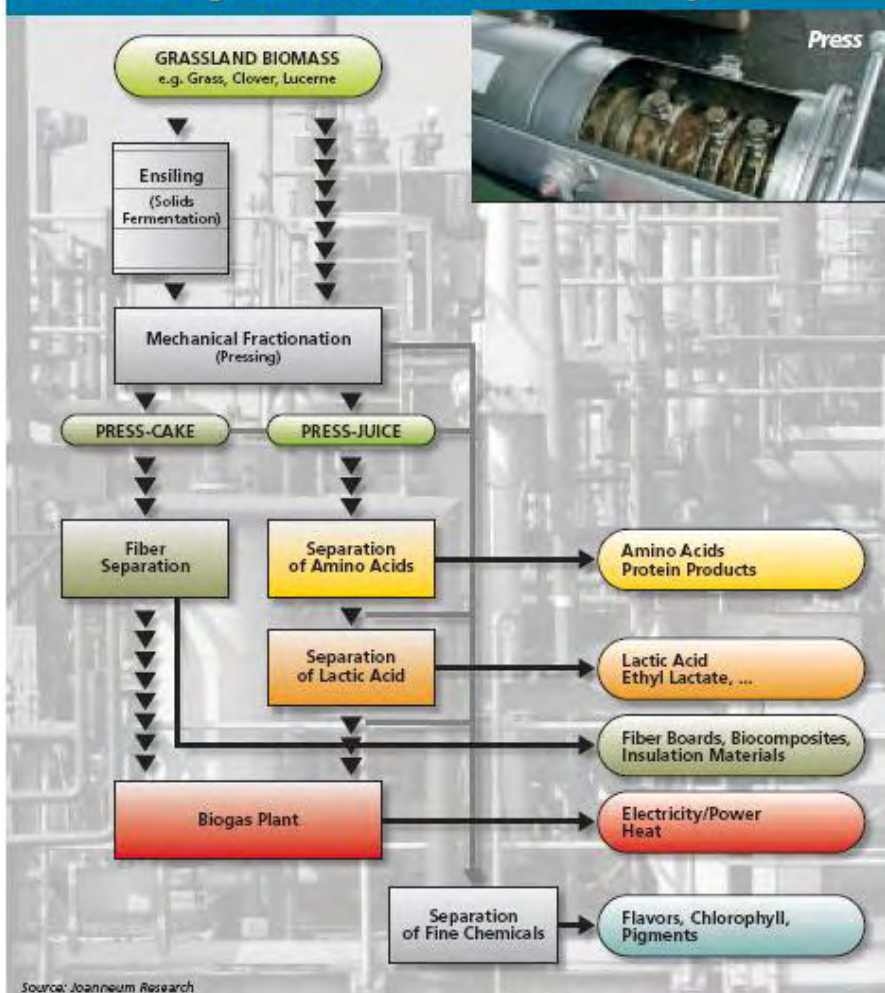 Press
GRASSLAND BIOMASS
e.g. Grass, Clover, Lucerne
Ensiling
(Solids
Fermentation)
Mechanical Fractionation
(Pressing)
PRESS-CAKE
PRESS-JUICE
Fiber
Separation
Separation
of Amino Acids
Amino Acids
Protein Products
Separation
of Lactic Acid
Lactic Acid
Ethyl Lactate, ...
Fiber Boards, Biocomposites,
Insulation Materials
Biogas Plant
Electricity/Power
Heat
Separation
of Fine Chemicals
Flavors, Chlorophyll,
Pigments
Source: Joanneum Research